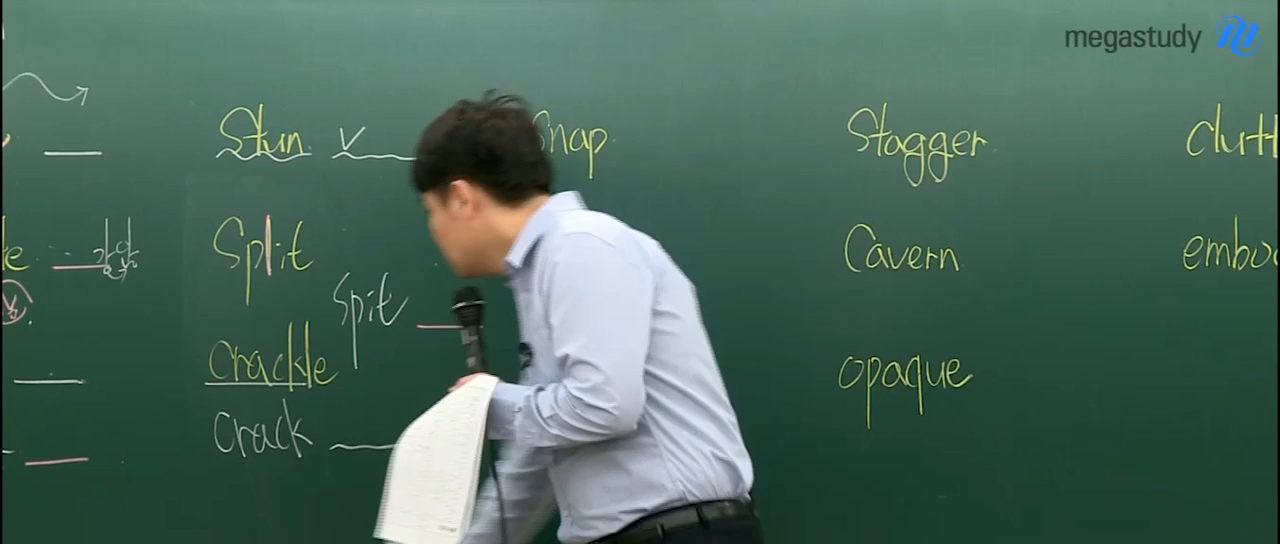 megastudy
Stun v Snap
Stagger
Split
Cavern
Spit
Crackle
opaque
Crack